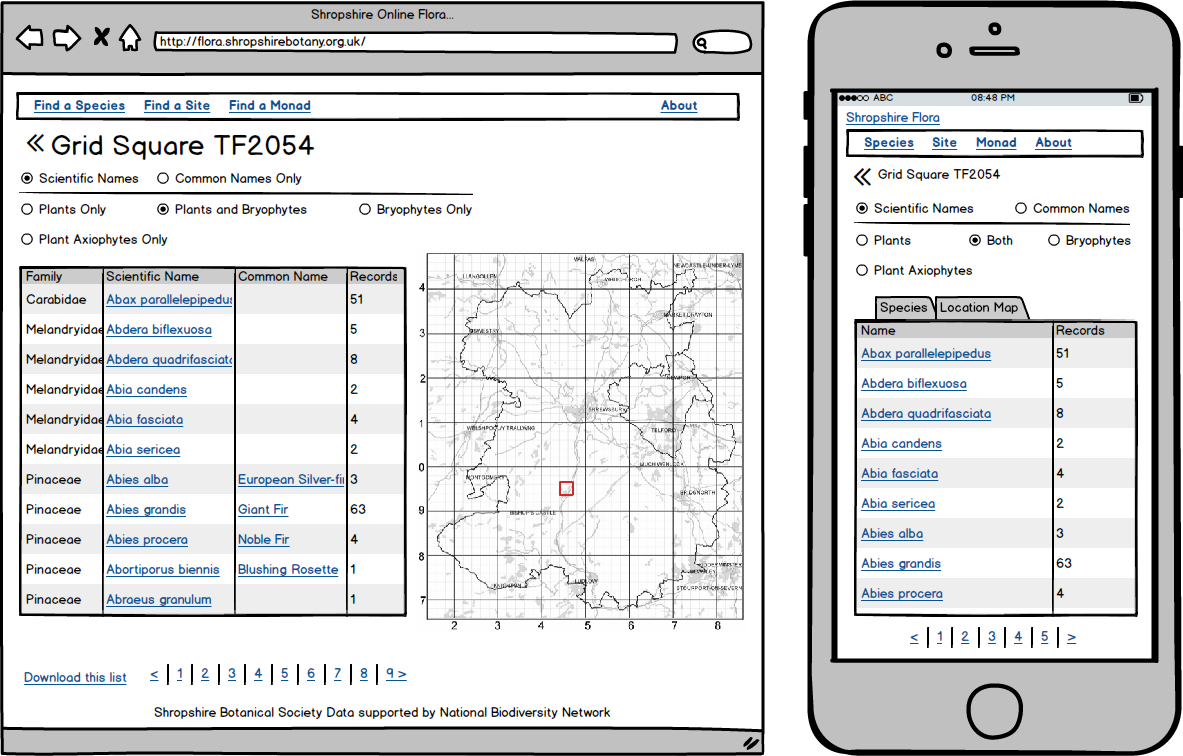 Shropshire Online Flora...
http://flora.shropshirebotany.org.uk/
Find a Species Find a Site Find a Monad About
Grid Square TF2054
Scientific Names Common Names Only
Plants Only Plants and Bryophytes Bryophytes Only
Plant Axiophytes Only
Family Scientific Name Common Name Records
Carabidae Abax parallelepipedus 51
Melandryidae Abdera biflexuosa 5
Melandryidae Abdera quadrifasciata 8
Melandryidae Abia candens 2
Melandryidae Abia fasciata 4
Melandryidae Abia sericea 2
Pinaceae Abies alba European Silver-fi 3
Pinaceae Abies grandis Giant Fir 63
Pinaceae Abies procera Noble Fir 4
Pinaceae Abortiporus biennis Blushing Rosette 1
Pinaceae Abraeus granulum 1
LLANGOLLEN
WHITCHURCH
NEWCASTLE-UNDER-LYME
MARKET DRAYTON
OSWESTRY
NEWPORT
SHREWSBURY
WELSHPOOL/Y TRALLWNG
TELFORD
MUCH WENLOCK
MONTGOMERY
BRIDGNORTH
BISHOP'S CASTLE
KIDDERMINSTER
LUDLOW
KNIGHTON
STOURPORT-ON-SEVERN
4
3
2
1
0
9
8
7
2 3 4 5 6 7 8
Download this list < 1 2 3 4 5 6 7 8 9 >
Shropshire Botanical Society Data supported by National Biodiversity Network
ABC 08:48 PM
Shropshire Flora
Species Site Monad About
Grid Square TF2054
Scientific Names Common Names
Plants Both Bryophytes
Plant Axiophytes
Species Location Map
Name Records
Abax parallelepipedus 51
Abdera biflexuosa 5
Abdera quadrifasciata 8
Abia candens 2
Abia fasciata 4
Abia sericea 2
Abies alba 3
Abies grandis 63
Abies procera 4
< 1 2 3 4 5 >